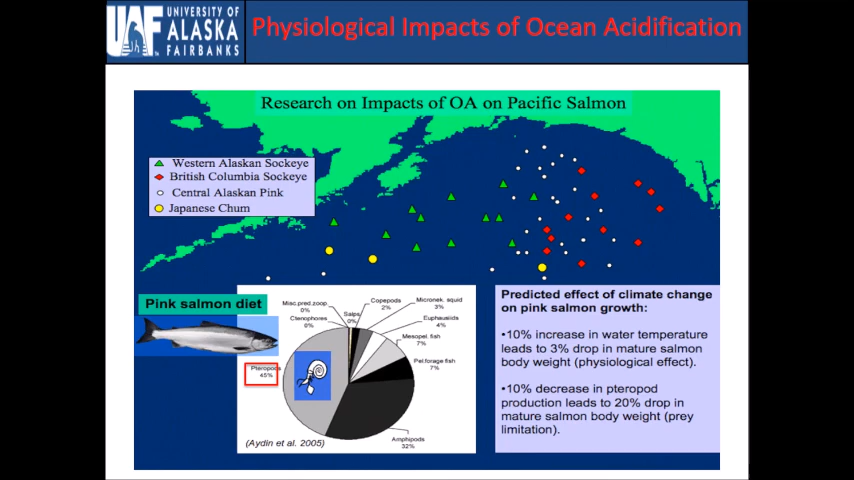 UAF
UNIVERSITY OF
ALASKA
FAIRBANKS
Physiological Impacts of Ocean Acidification
Research on Impacts of OA on Pacific Salmon
Western Alaskan Sockeye
British Columbia Sockeye
Central Alaskan Pink
Japanese Chum
Pink salmon diet
Misc.pred.zoop.
0%
Ctenophores
0%
Salps
0%
Copepods
2%
Micronek. squid
3%
Euphausiids
4%
Mesopel. fish
7%
Pel.forage fish
7%
Pteropods
45%
Amphipods
32%
(Aydin et al. 2005)
Predicted effect of climate change
on pink salmon growth:
•10% increase in water temperature
leads to 3% drop in mature salmon
body weight (physiological effect).
•10% decrease in pteropod
production leads to 20% drop in
mature salmon body weight (prey
limitation).